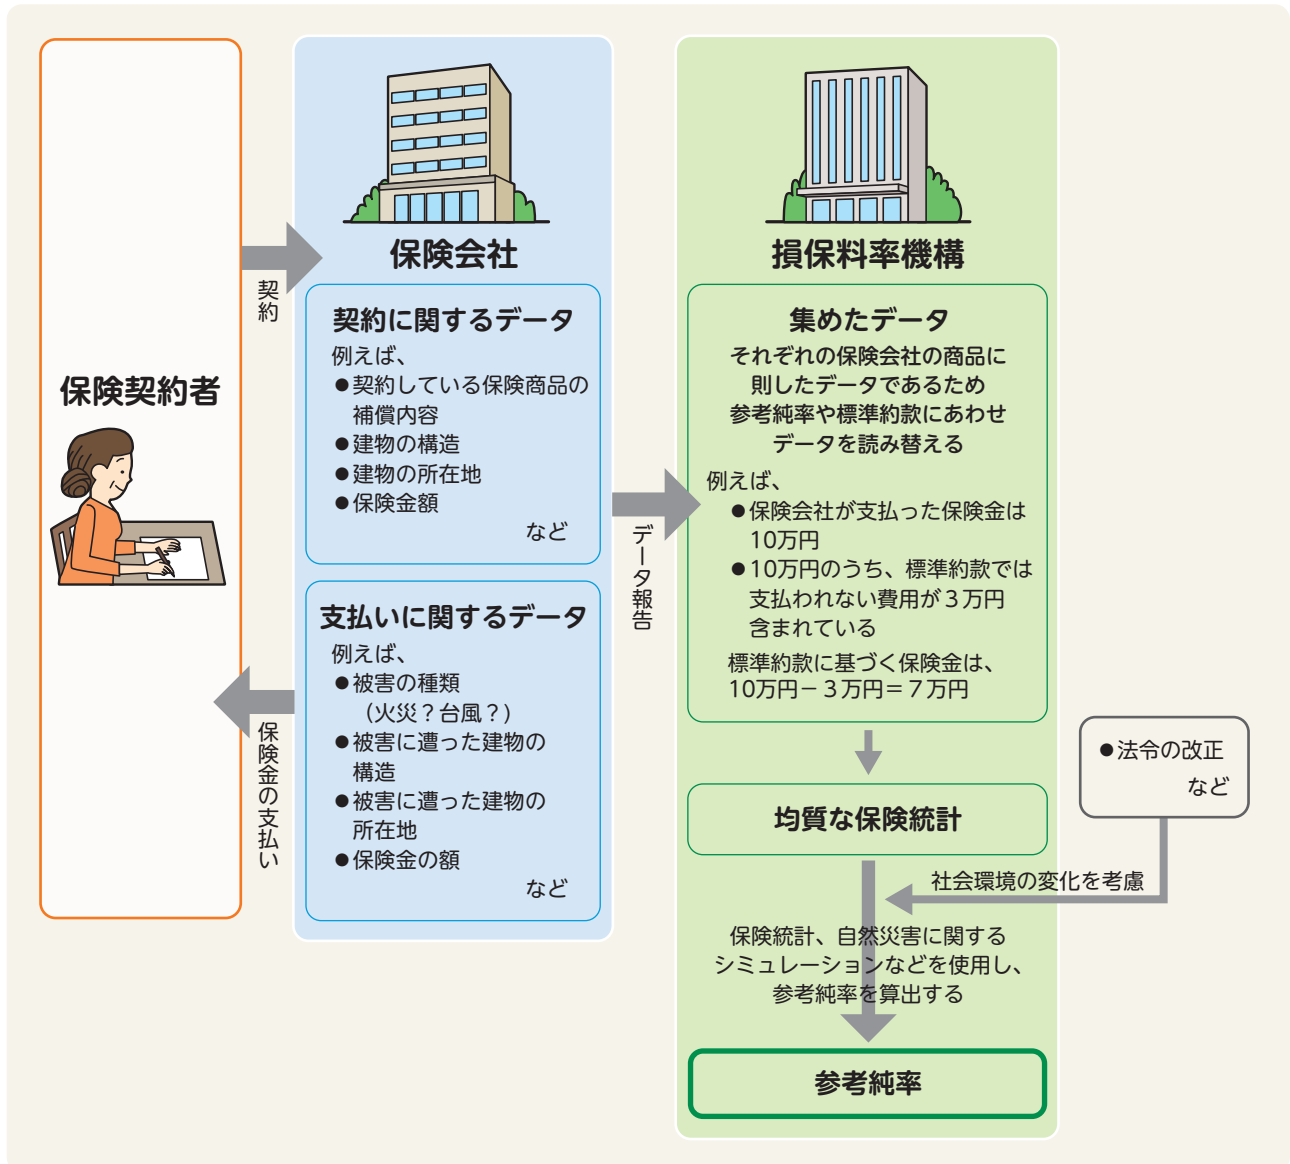 保険契約者
契約
保険金の支払い
保険会社
契約に関するデータ
例えば、
●契約している保険商品の
補償内容
●建物の構造
●建物の所在地
●保険金額
など
支払いに関するデータ
例えば、
●被害の種類
（火災？台風？）
●被害に遭った建物の
構造
●被害に遭った建物の
所在地
●保険金の額
など
データ報告
損保料率機構
集めたデータ
それぞれの保険会社の商品に
則したデータであるため
参考純率や標準約款にあわせ
データを読み替える
例えば、
●保険会社が支払った保険金は
10万円
●10万円のうち、標準約款では
支払われない費用が３万円
含まれている
標準約款に基づく保険金は、
10万円－３万円＝７万円
均質な保険統計
●法令の改正
など
社会環境の変化を考慮
保険統計、自然災害に関する
シミュレーションなどを使用し、
参考純率を算出する
参考純率